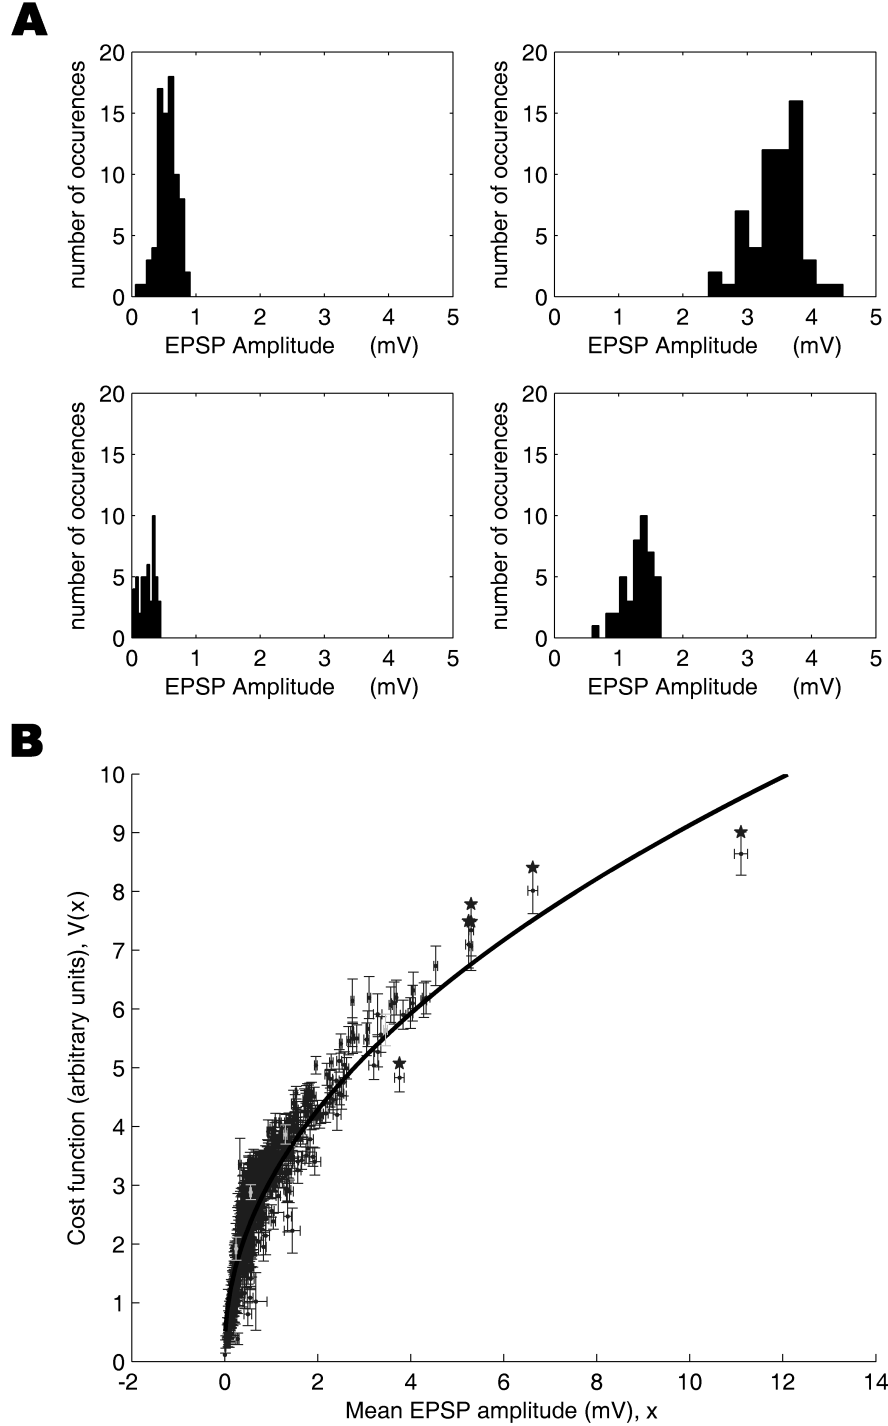 A
number of occurences
20
15
10
5
0
0 1 2 3 4 5
EPSP Amplitude (mV)
number of occurences
20
15
10
5
0
0 1 2 3 4 5
EPSP Amplitude (mV)
number of occurences
20
15
10
5
0
0 1 2 3 4 5
EPSP Amplitude (mV)
number of occurences
20
15
10
5
0
0 1 2 3 4 5
EPSP Amplitude (mV)
B
Cost function (arbitrary units), V(x)
10
9
8
7
6
5
4
3
2
1
0
-2 0 2 4 6 8 10 12 14
Mean EPSP amplitude (mV), x